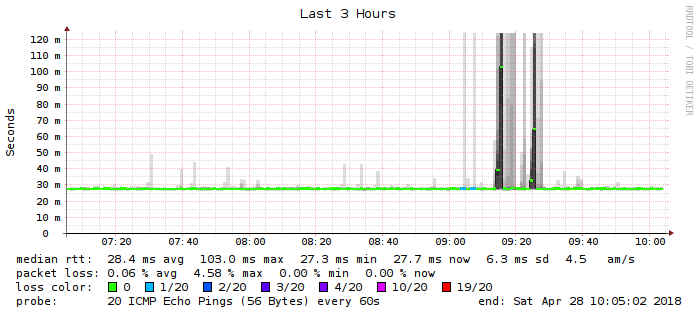 Last 3 Hours
RRDTOOL / TOBI OETIKER
Seconds
120 m
110 m
100 m
90 m
80 m
70 m
60 m
50 m
40 m
30 m
20 m
10 m
0
07:20 07:40 08:00 08:20 08:40 09:00 09:20 09:40 10:00
median rtt: 28.4 ms avg 103.0 ms max 27.3 ms min 27.7 ms now 6.3 ms sd 4.5 am/s
packet loss: 0.06 % avg 4.58 % max 0.00 % min 0.00 % now
loss color: 0 1/20 2/20 3/20 4/20 10/20 19/20
probe: 20 ICMP Echo Pings (56 Bytes) every 60s end: Sat Apr 28 10:05:02 2018